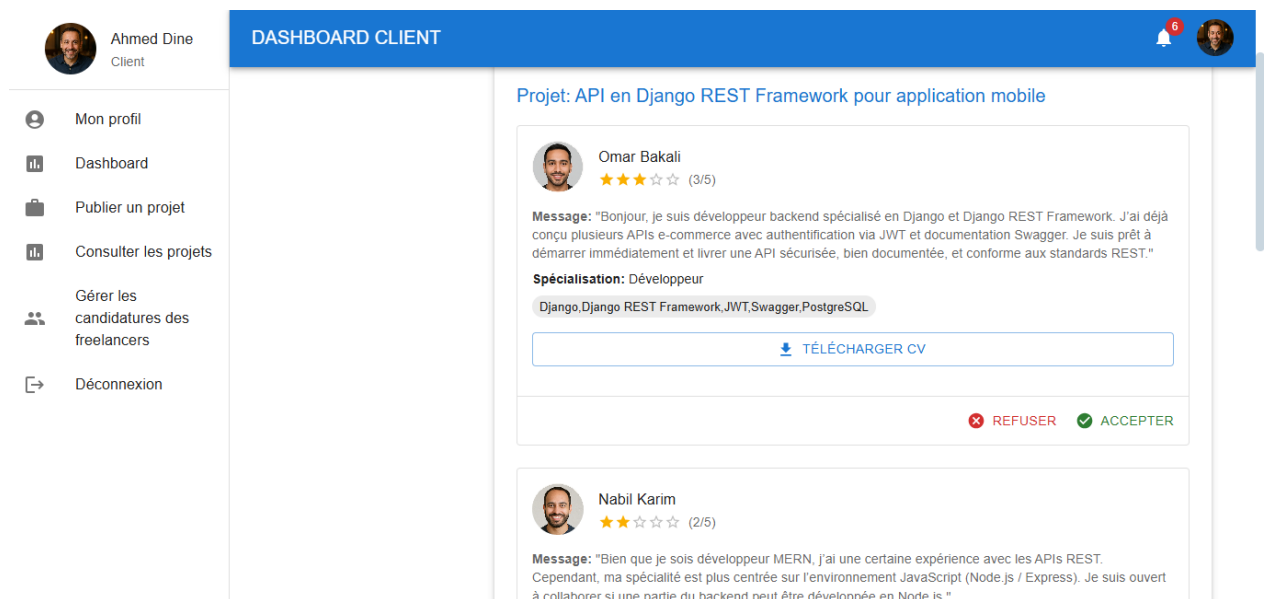 Ahmed Dine
Client
DASHBOARD CLIENT
6
Mon profil
Dashboard
Publier un projet
Consulter les projets
Gérer les
candidatures des
freelancers
Déconnexion
Projet: API en Django REST Framework pour application mobile
Omar Bakali
(3/5)
Message: "Bonjour, je suis développeur backend spécialisé en Django et Django REST Framework. J'ai déjà
conçu plusieurs APIs e-commerce avec authentification via JWT et documentation Swagger. Je suis prêt à
démarrer immédiatement et livrer une API sécurisée, bien documentée, et conforme aux standards REST."
Spécialisation: Développeur
Django,Django REST Framework,JWT,Swagger,PostgreSQL
TÉLÉCHARGER CV
REFUSER
ACCEPTER
Nabil Karim
(2/5)
Message: "Bien que je sois développeur MERN, j'ai une certaine expérience avec les APIs REST.
Cependant, ma spécialité est plus centrée sur l'environnement JavaScript (Node.js / Express). Je suis ouvert
à collaborer si une partie du backend peut être développée en Node.js."